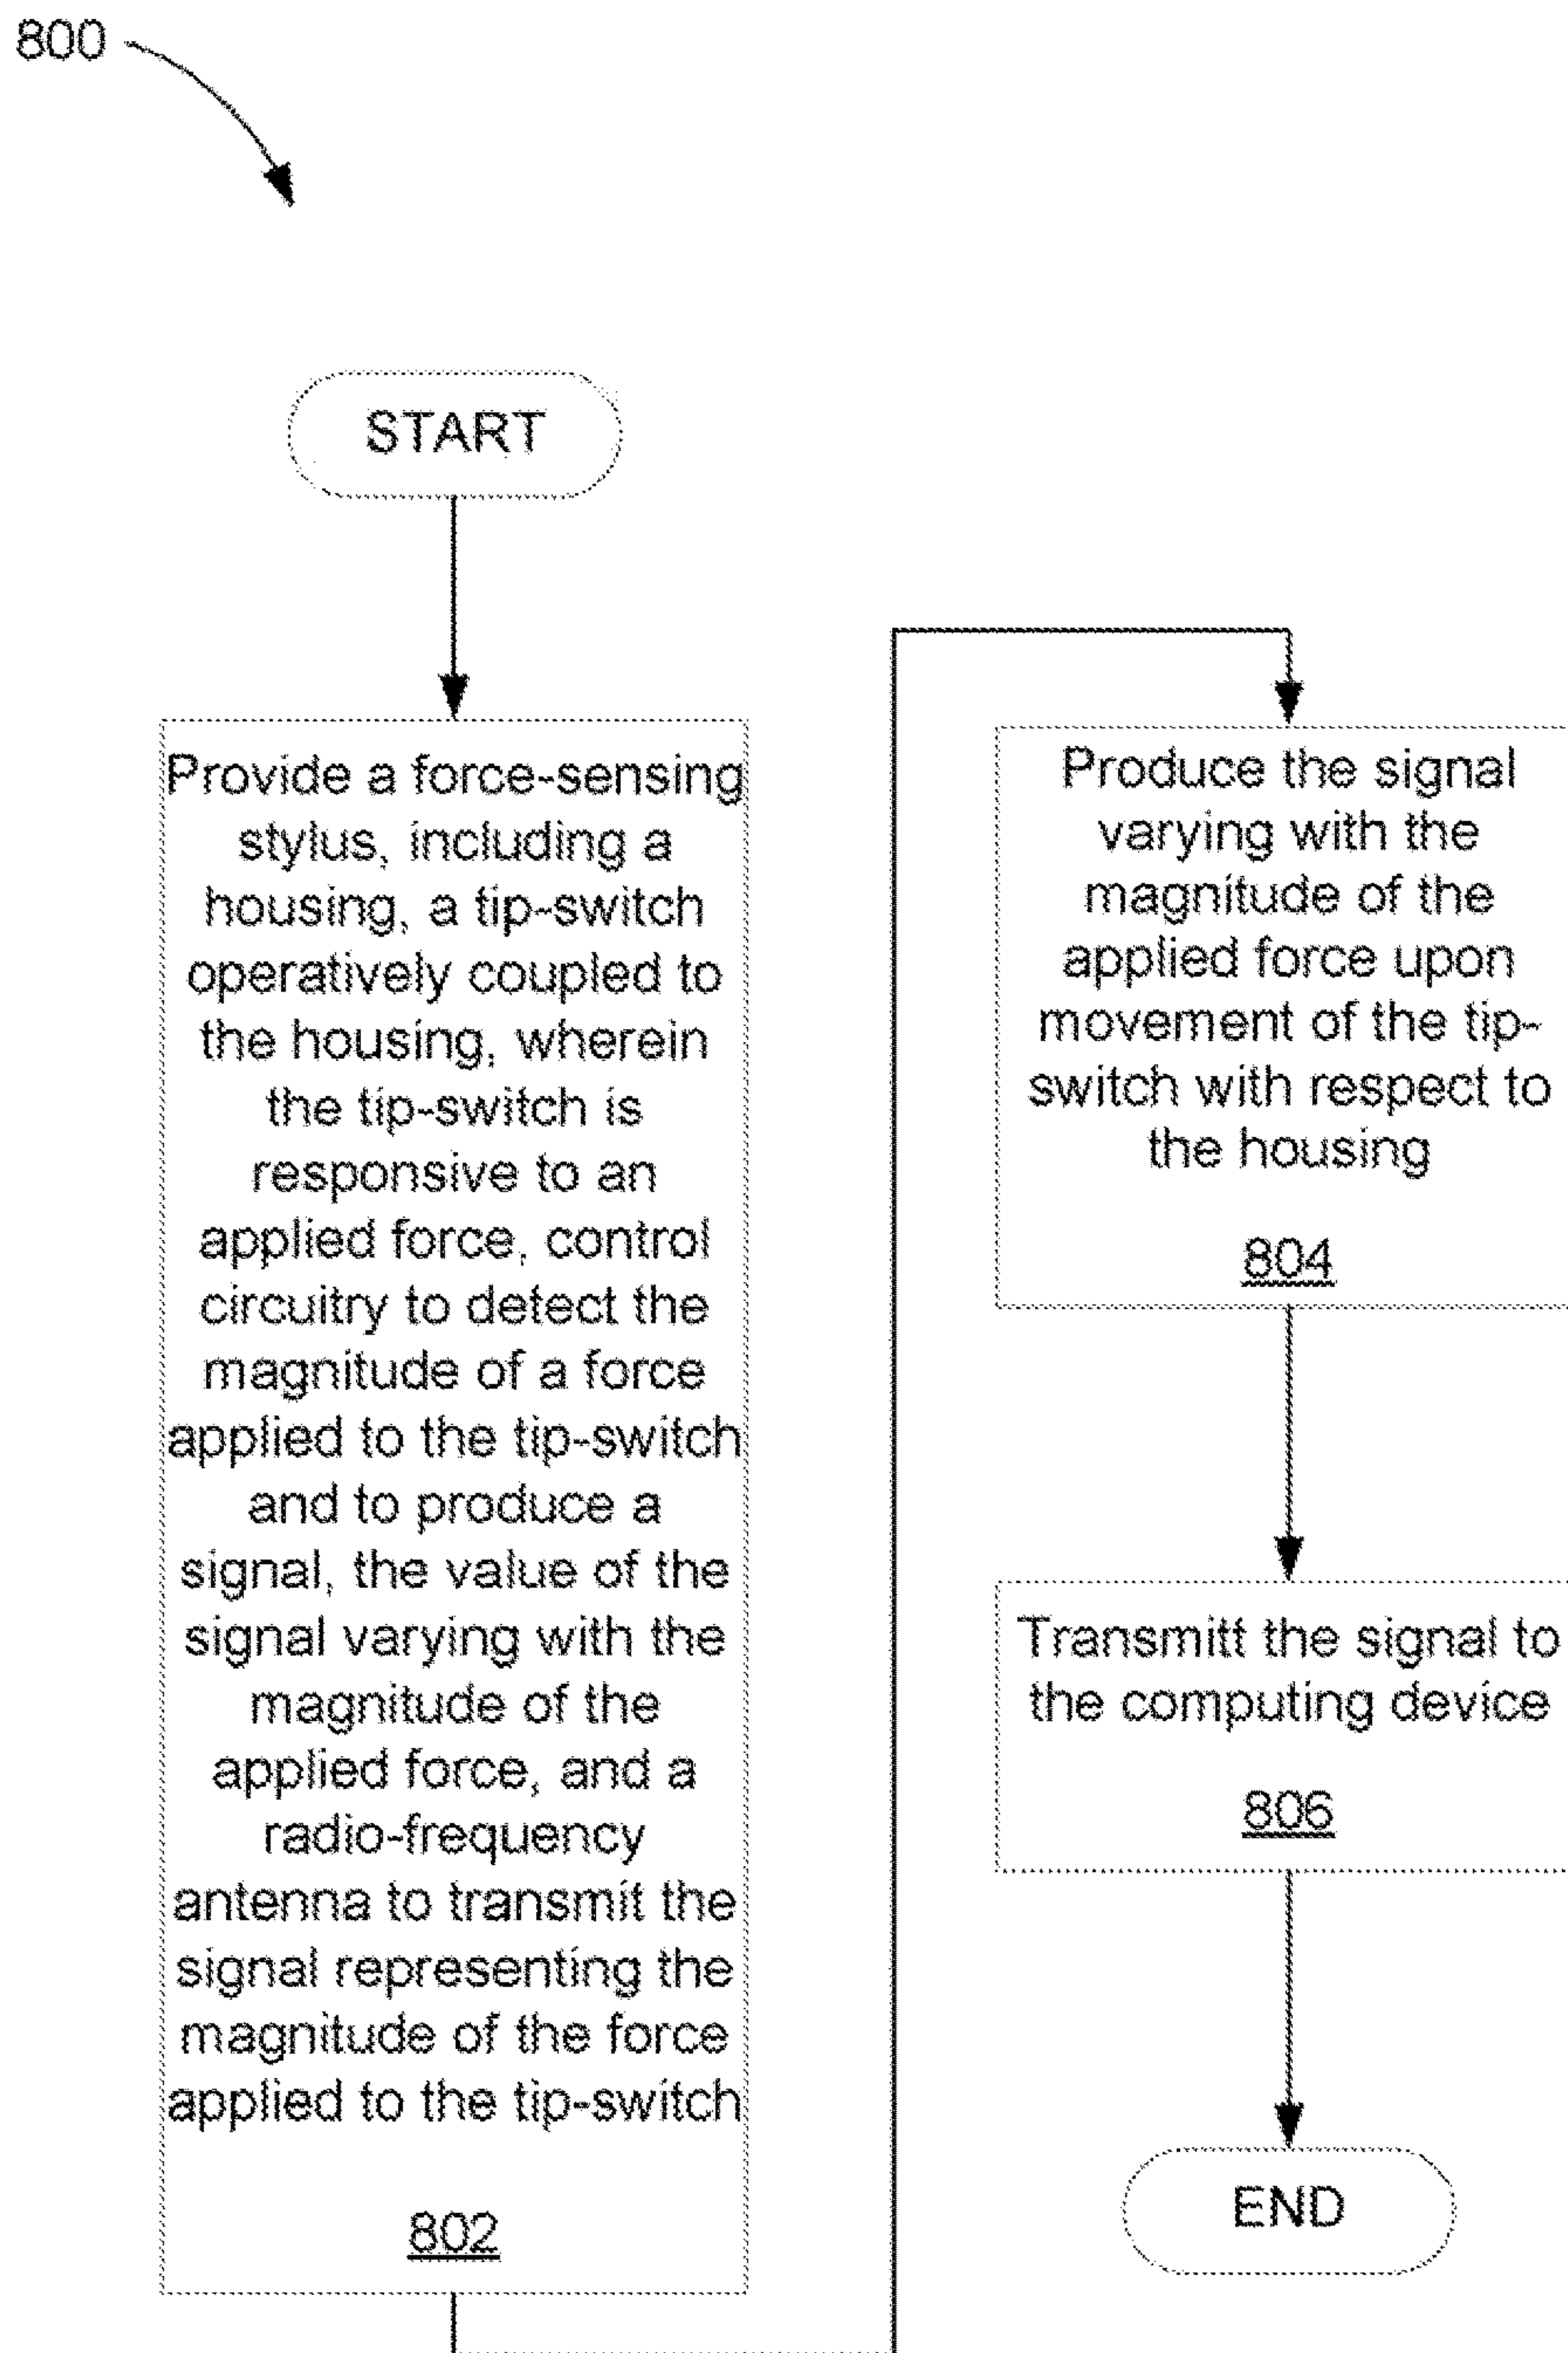 800
START
Provide a force-sensing
stylus, including a
housing, a tip-switch
operatively coupled to
the housing, wherein
the tip-switch is
responsive to an
applied force, control
circuitry to detect the
magnitude of a force
applied to the tip-switch
and to produce a
signal, the value of the
signal varying with the
magnitude of the
applied force, and a
radio-frequency
antenna to transmit the
signal representing the
magnitude of the force
applied to the tip-switch
802
Produce the signal
varying with the
magnitude of the
applied force upon
movement of the tip-
switch with respect to
the housing
804
Transmitt the signal to
the computing device
806
END